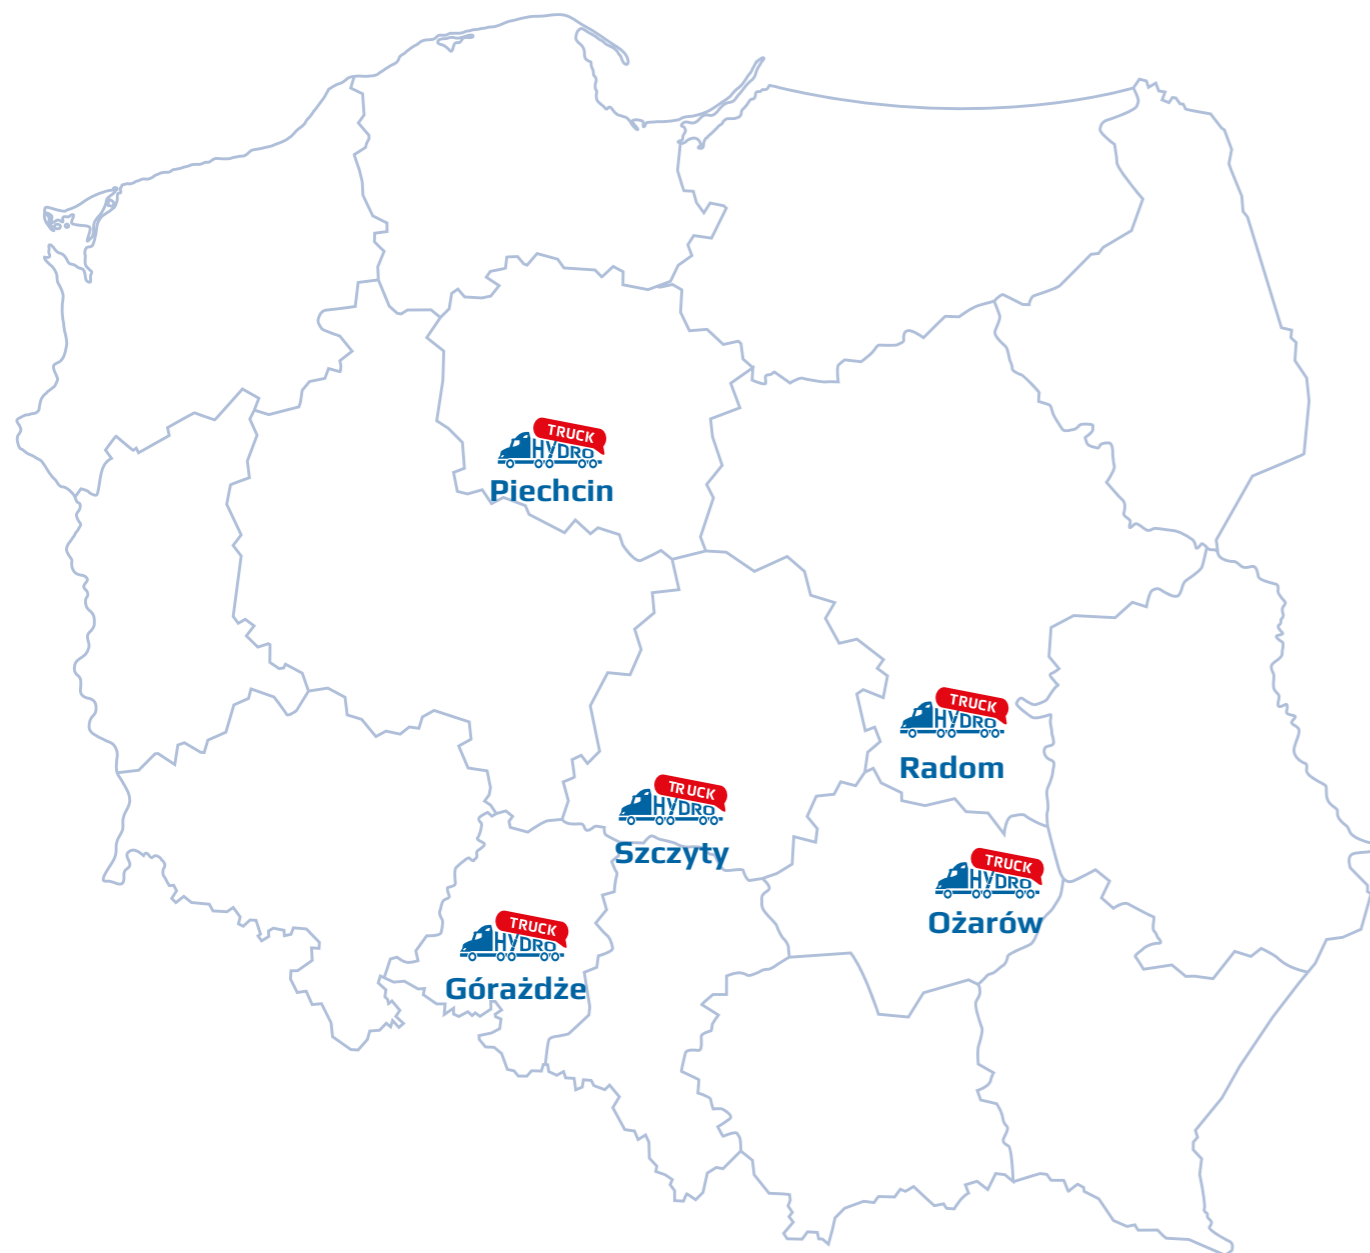 TRUCK
HYDRO
Piechcin
TRUCK
HYDRO
Radom
TRUCK
HYDRO
Szczyty
TRUCK
HYDRO
Ożarów
TRUCK
HYDRO
Górażdże